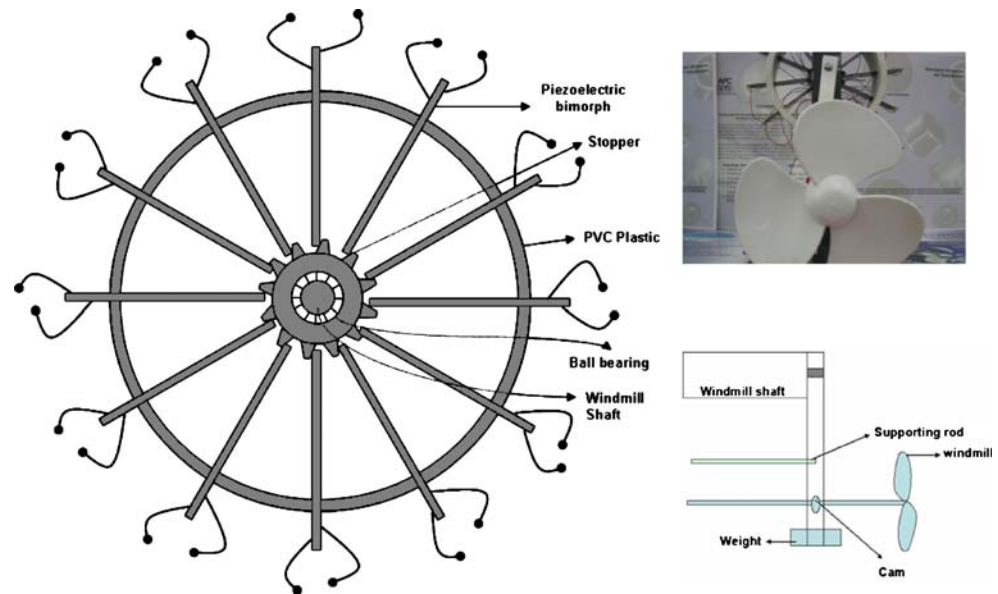 Piezoelectric
bimorph
Stopper
PVC Plastic
Ball bearing
Windmill
Shaft
Windmill shaft
Supporting rod
windmill
Weight
Cam